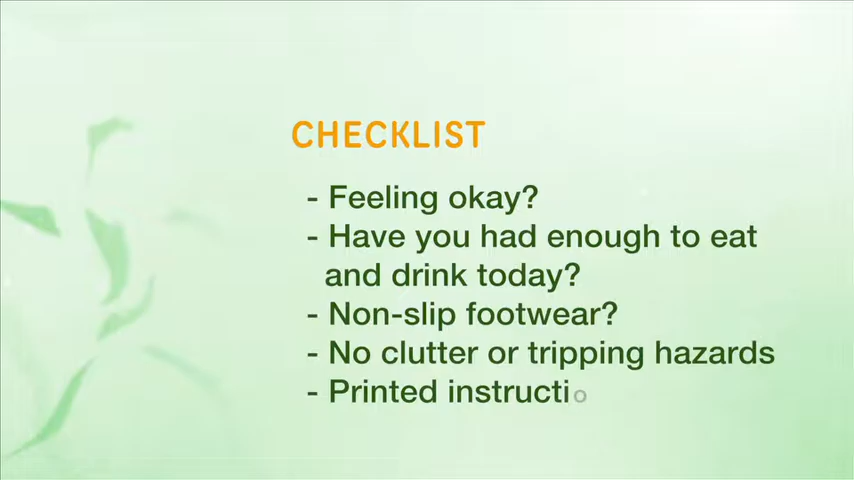 CHECKLIST
- Feeling okay?
- Have you had enough to eat
and drink today?
- Non-slip footwear?
- No clutter or tripping hazards
- Printed instructio